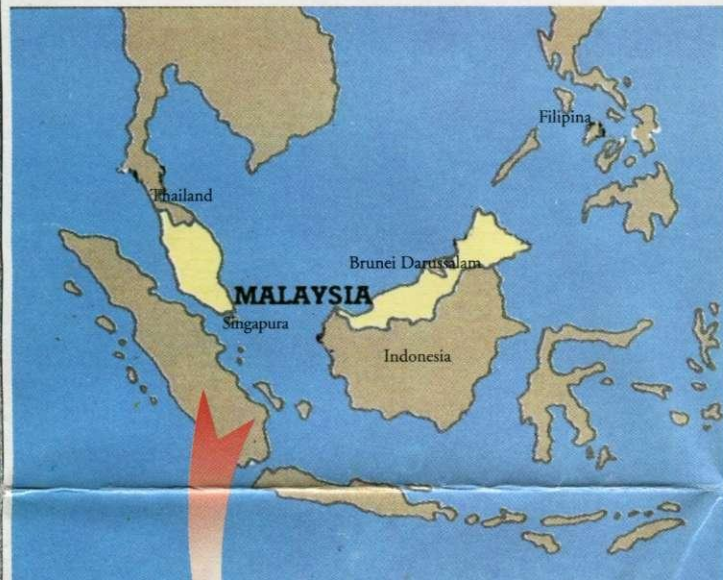 Filipina
Thailand
Brunei Darussalam
MALAYSIA
Singapura
Indonesia